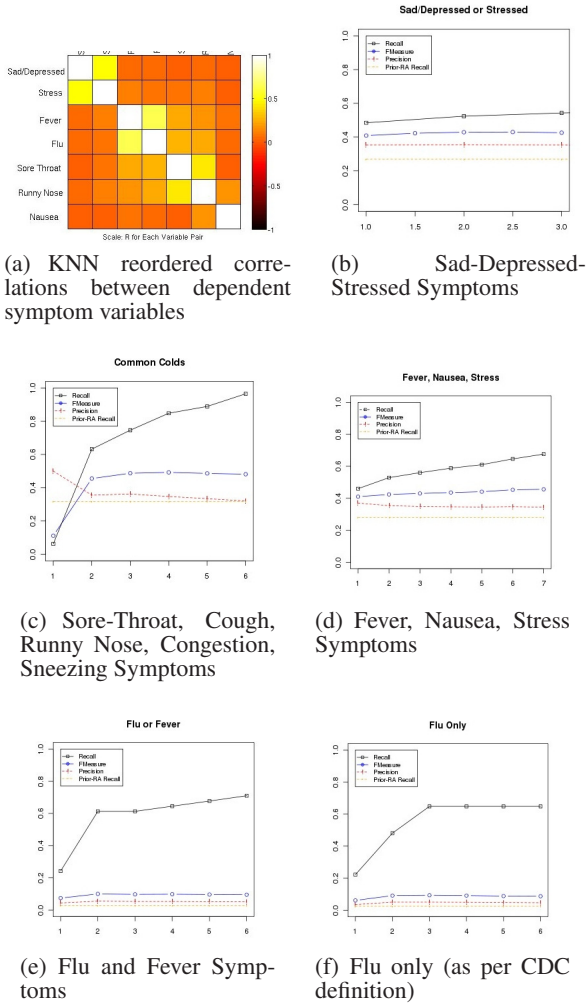 S S F F S R N
Sad/Depressed
Stress
Fever
Flu
Sore Throat
Runny Nose
Nausea
1
0.5
0
-0.5
-1
Scale: R for Each Variable Pair
(a) KNN reordered corre-
lations between dependent
symptom variables
Sad/Depressed or Stressed
Recall
FMeasure
Precision
Prior-RA Recall
1.0
0.8
0.6
0.4
0.2
0.0
1.0 1.5 2.0 2.5 3.0
(b) Sad-Depressed-
Stressed Symptoms
Common Colds
Recall
FMeasure
Precision
Prior-RA Recall
1.0
0.8
0.6
0.4
0.2
0.0
1 2 3 4 5 6
(c) Sore-Throat, Cough,
Runny Nose, Congestion,
Sneezing Symptoms
Fever, Nausea, Stress
Recall
FMeasure
Precision
Prior-RA Recall
1.0
0.8
0.6
0.4
0.2
0.0
1 2 3 4 5 6 7
(d) Fever, Nausea, Stress
Symptoms
Flu or Fever
Recall
FMeasure
Precision
Prior-RA Recall
1.0
0.8
0.6
0.4
0.2
0.0
1 2 3 4 5 6
(e) Flu and Fever Symp-
toms
Flu Only
Recall
FMeasure
Precision
Prior-RA Recall
1.0
0.8
0.6
0.4
0.2
0.0
1 2 3 4 5 6
(f) Flu only (as per CDC
definition)